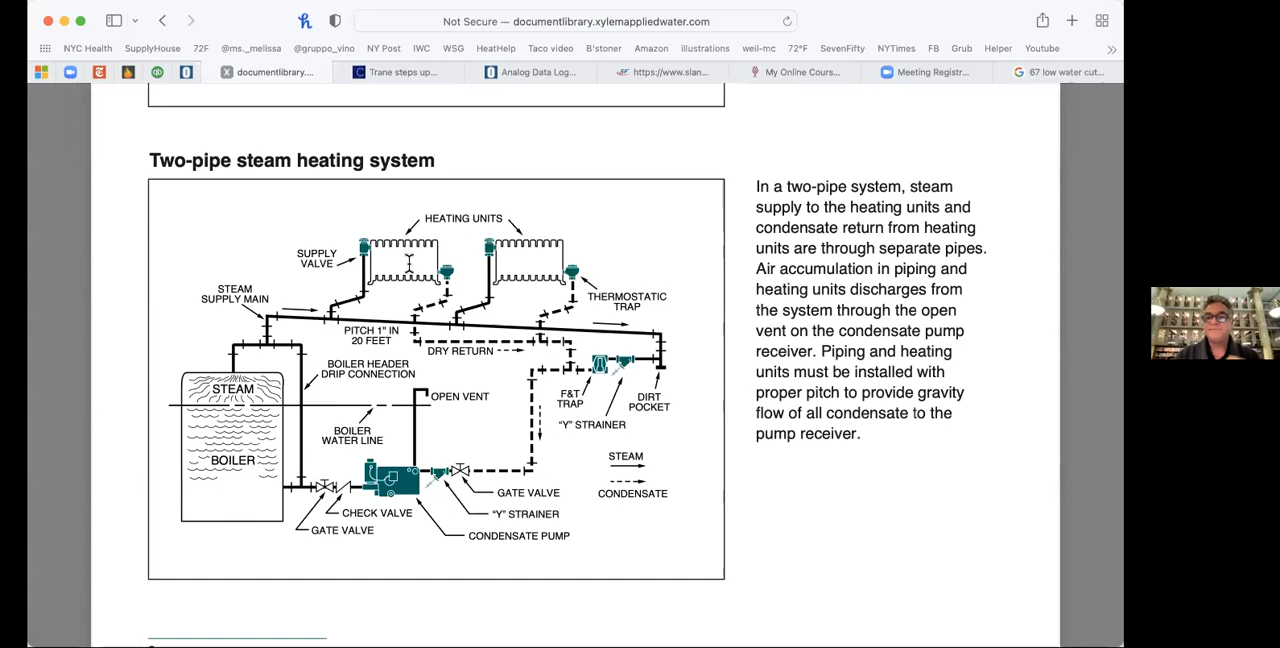 Not Secure — documentlibrary.xylemappliedwater.com
NYC Health SupplyHouse 72F @ms._melissa @gruppo_vino NY Post IWC WSG HeatHelp Taco video B'stoner Amazon illustrations weil-mc 72°F SevenFifty NYTimes FB Grub Helper Youtube
documentlibrary.... Trane steps up... Analog Data Log... https://www.slan... My Online Cours... Meeting Registr... 67 low water cut...
Two-pipe steam heating system
HEATING UNITS
SUPPLY
VALVE
STEAM
SUPPLY MAIN
THERMOSTATIC
TRAP
PITCH 1" IN
20 FEET
DRY RETURN
BOILER HEADER
DRIP CONNECTION
STEAM
OPEN VENT
F&T
TRAP
DIRT
POCKET
"Y" STRAINER
BOILER
WATER LINE
BOILER
STEAM
CONDENSATE
GATE VALVE
CHECK VALVE
"Y" STRAINER
GATE VALVE
CONDENSATE PUMP
In a two-pipe system, steam
supply to the heating units and
condensate return from heating
units are through separate pipes.
Air accumulation in piping and
heating units discharges from
the system through the open
vent on the condensate pump
receiver. Piping and heating
units must be installed with
proper pitch to provide gravity
flow of all condensate to the
pump receiver.